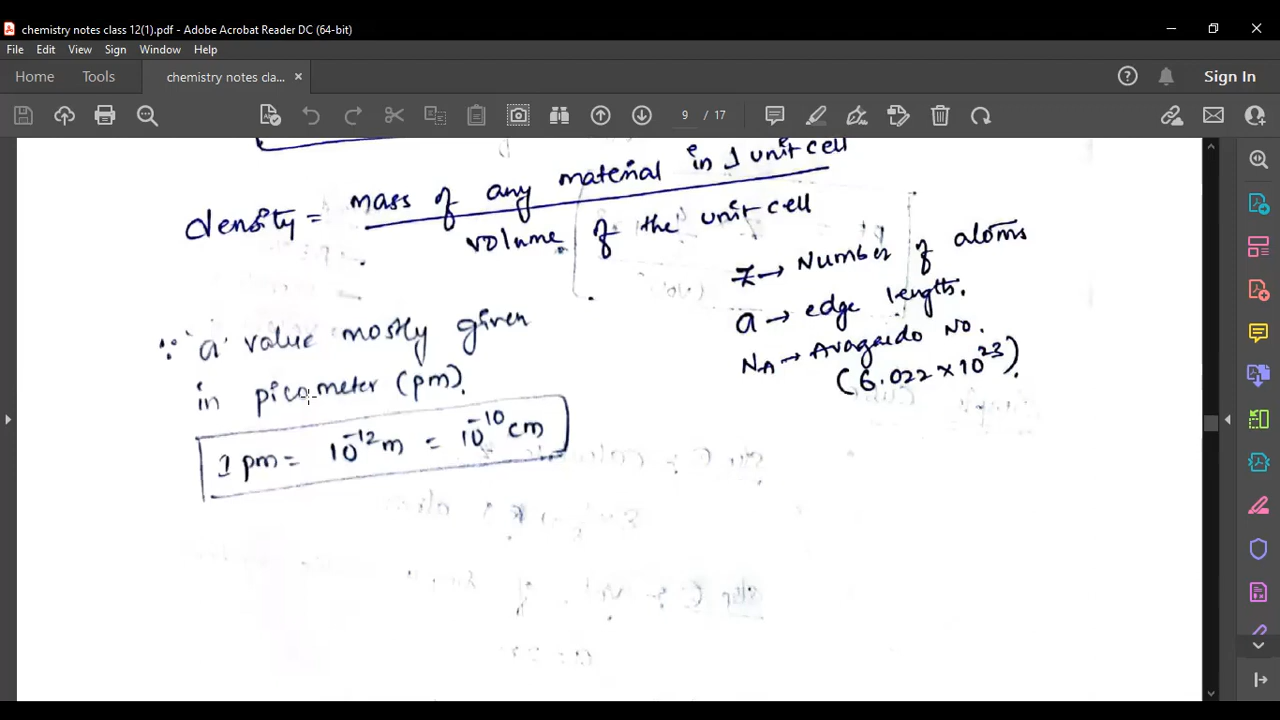 chemistry notes class 12(1).pdf - Adobe Acrobat Reader DC (64-bit)
File Edit View Sign Window Help
Home Tools chemistry notes cla... × Sign In
9 / 17
density = mass of any material in 1 unit cell
volume of the unit cell
Z → Number of atoms
a → edge length.
NA → Avagardo No.
(6.022 × 10²³).
∵ 'a' value mostly given
in picometer (pm).
1 pm = 10⁻¹² m = 10⁻¹⁰ cm